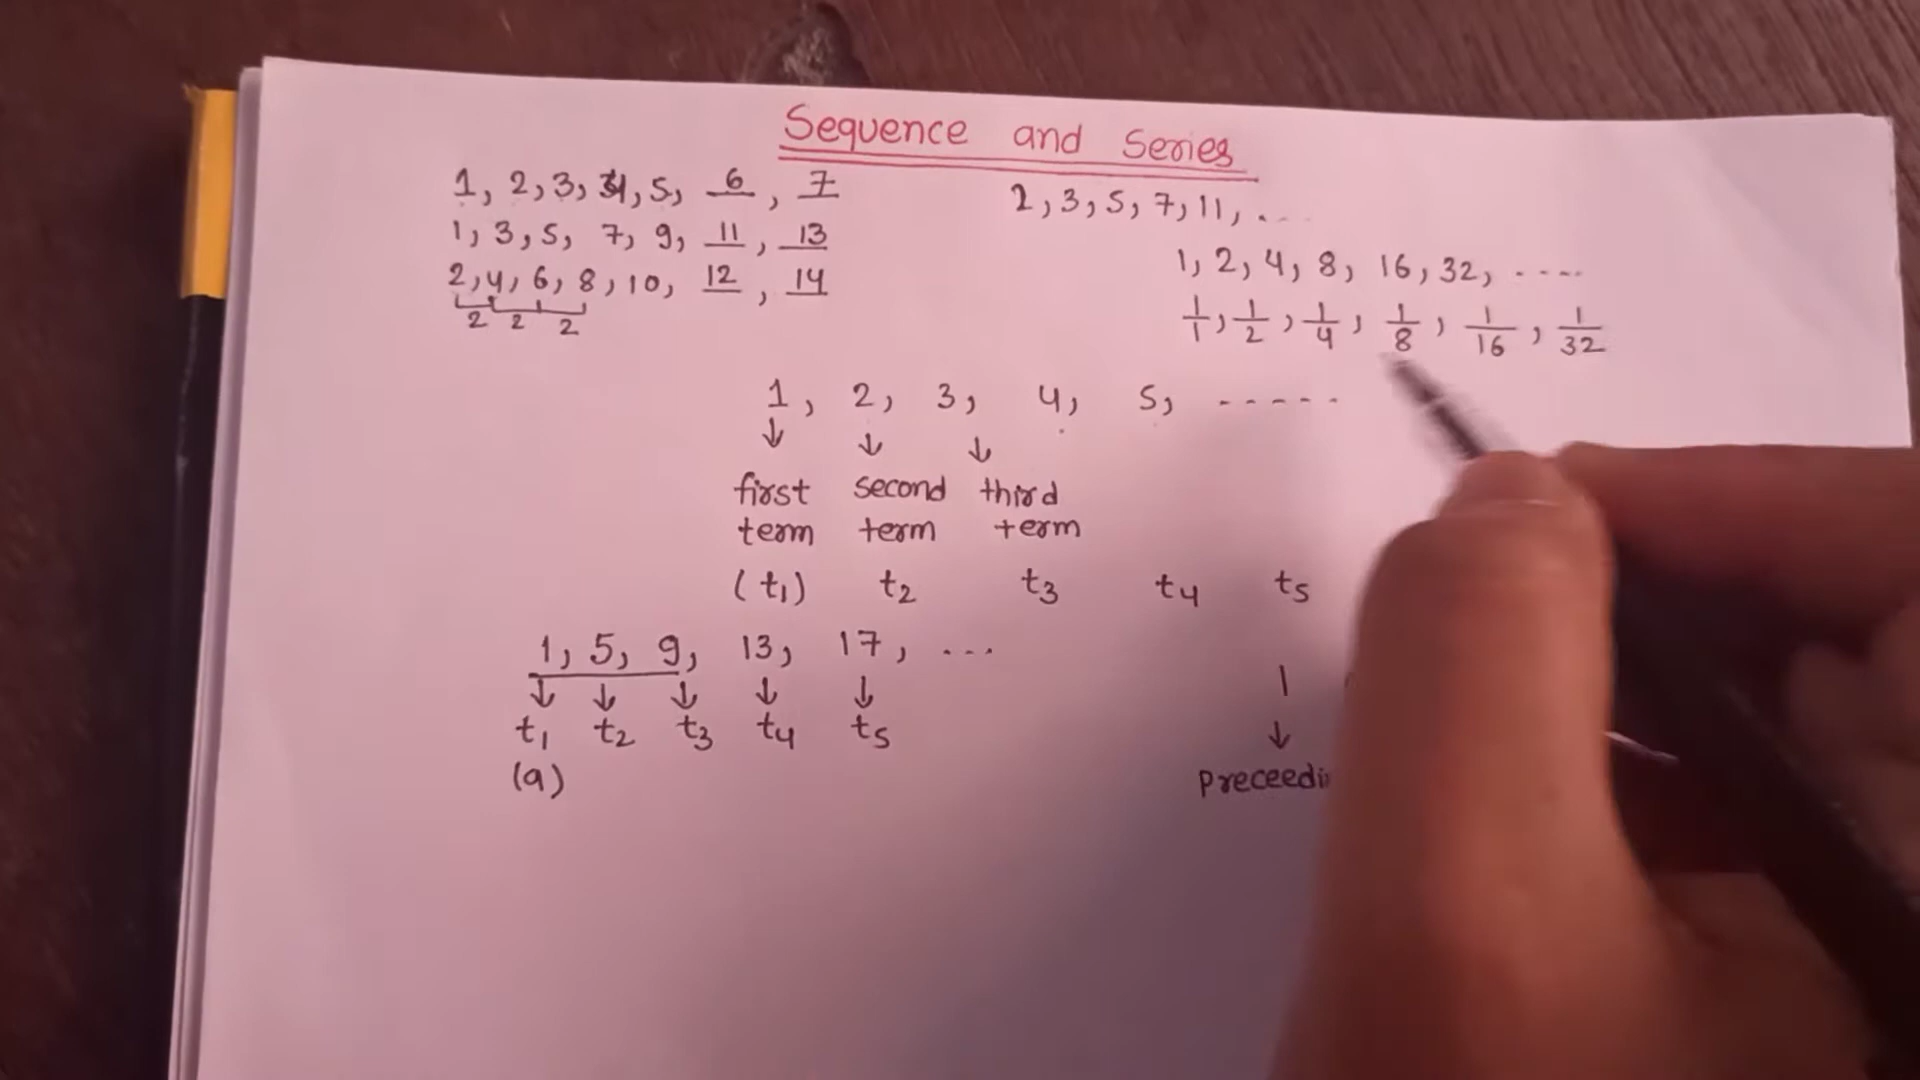 Sequence and Series
1, 2, 3, 4, 5, 6, 7
2, 3, 5, 7, 11, ...
1, 3, 5, 7, 9, 11, 13
1, 2, 4, 8, 16, 32, ....
2, 4, 6, 8, 10, 12, 14
2 2 2
1/1, 1/2, 1/4, 1/8, 1/16, 1/32
1, 2, 3, 4, 5, -----
↓ ↓ ↓
first second third
term term term
(t₁) t₂ t₃ t₄ t₅
1, 5, 9, 13, 17, ...
↓ ↓ ↓ ↓ ↓
t₁ t₂ t₃ t₄ t₅
(a)
1
↓